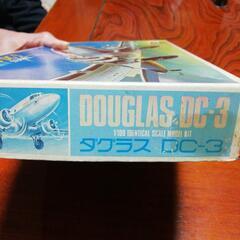 DOUGLAS DC-3
1/100 IDENTICAL SCALE MODEL KIT
ダグラス DC-3